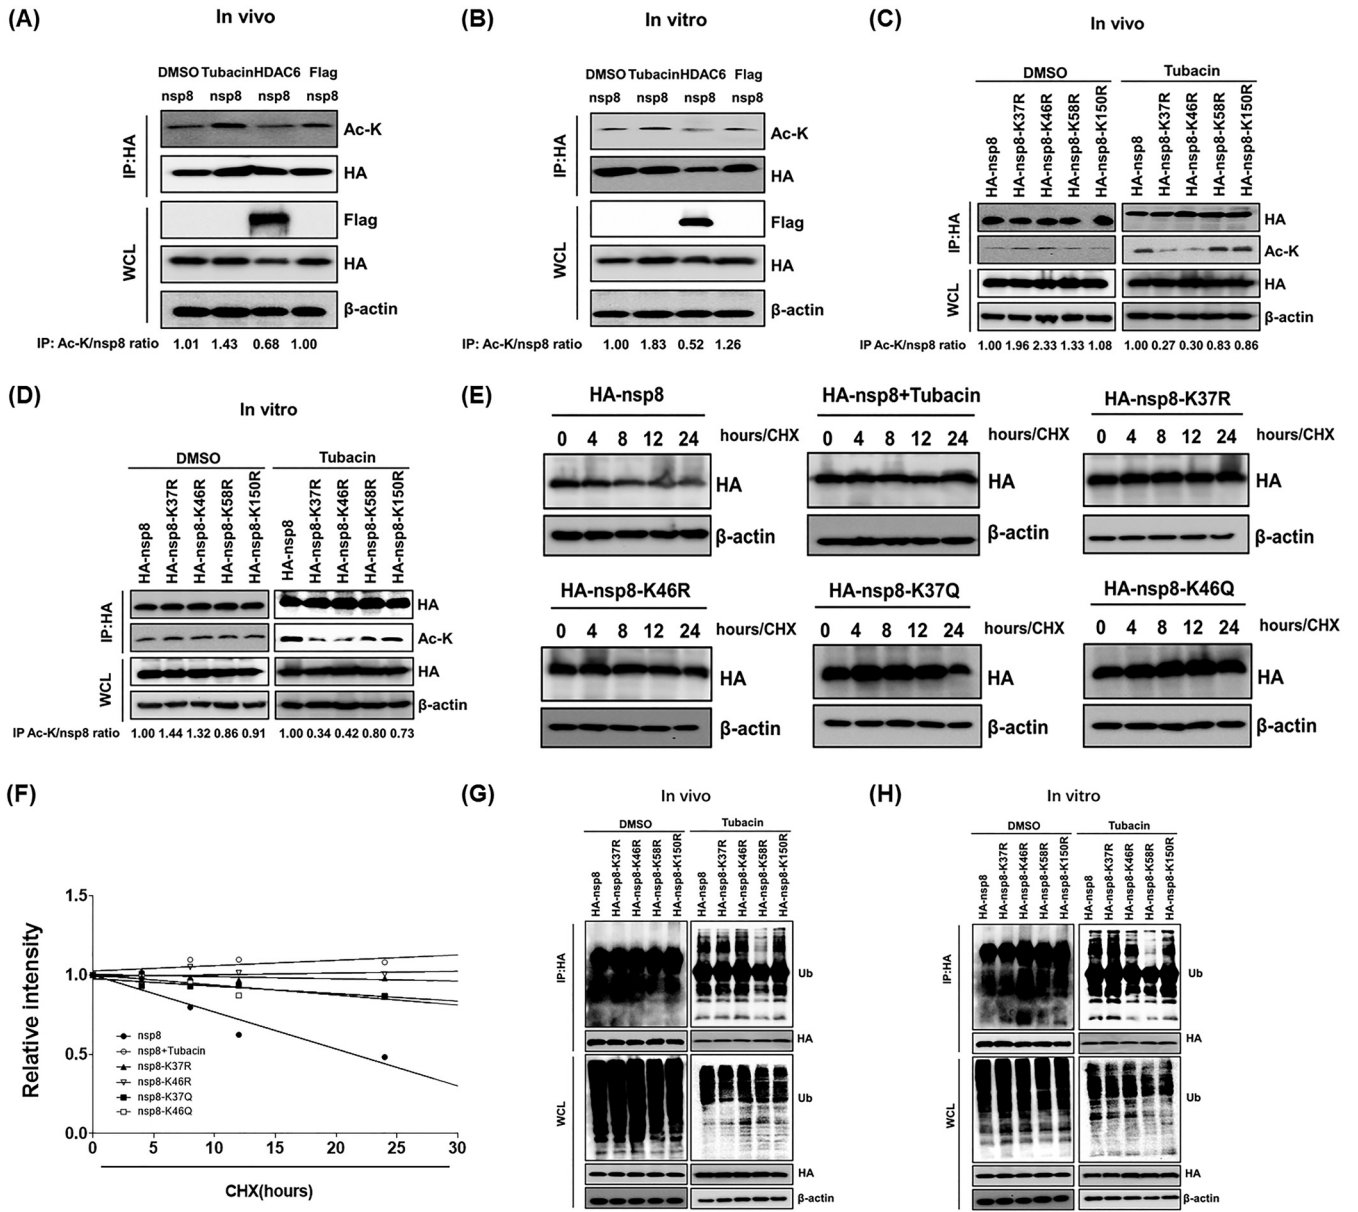 (A)
In vivo
DMSO TubacinHDAC6 Flag
nsp8 nsp8 nsp8 nsp8
IP:HA
Ac-K
HA
WCL
Flag
HA
β-actin
IP: Ac-K/nsp8 ratio 1.01 1.43 0.68 1.00
(B)
In vitro
DMSO TubacinHDAC6 Flag
nsp8 nsp8 nsp8 nsp8
IP:HA
Ac-K
HA
WCL
Flag
HA
β-actin
IP: Ac-K/nsp8 ratio 1.00 1.83 0.52 1.26
(C)
In vivo
DMSO Tubacin
HA-nsp8 HA-nsp8-K37R HA-nsp8-K46R HA-nsp8-K58R HA-nsp8-K150R HA-nsp8 HA-nsp8-K37R HA-nsp8-K46R HA-nsp8-K58R HA-nsp8-K150R
IP:HA
HA
Ac-K
WCL
HA
β-actin
IP Ac-K/nsp8 ratio 1.00 1.96 2.33 1.33 1.08 1.00 0.27 0.30 0.83 0.86
(D)
In vitro
DMSO Tubacin
HA-nsp8 HA-nsp8-K37R HA-nsp8-K46R HA-nsp8-K58R HA-nsp8-K150R HA-nsp8 HA-nsp8-K37R HA-nsp8-K46R HA-nsp8-K58R HA-nsp8-K150R
IP:HA
HA
Ac-K
WCL
HA
β-actin
IP Ac-K/nsp8 ratio 1.00 1.44 1.32 0.86 0.91 1.00 0.34 0.42 0.80 0.73
(E)
HA-nsp8
0 4 8 12 24 hours/CHX
HA
β-actin
HA-nsp8+Tubacin
0 4 8 12 24 hours/CHX
HA
β-actin
HA-nsp8-K37R
0 4 8 12 24 hours/CHX
HA
β-actin
HA-nsp8-K46R
0 4 8 12 24 hours/CHX
HA
β-actin
HA-nsp8-K37Q
0 4 8 12 24 hours/CHX
HA
β-actin
HA-nsp8-K46Q
0 4 8 12 24 hours/CHX
HA
β-actin
(F)
Relative intensity
1.5
1.0
0.5
0.0
nsp8
nsp8+Tubacin
nsp8-K37R
nsp8-K46R
nsp8-K37Q
nsp8-K46Q
0 5 10 15 20 25 30
CHX(hours)
(G)
In vivo
DMSO Tubacin
HA-nsp8 HA-nsp8-K37R HA-nsp8-K46R HA-nsp8-K58R HA-nsp8-K150R HA-nsp8 HA-nsp8-K37R HA-nsp8-K46R HA-nsp8-K58R HA-nsp8-K150R
IP:HA
Ub
HA
WCL
Ub
HA
β-actin
(H)
In vitro
DMSO Tubacin
HA-nsp8 HA-nsp8-K37R HA-nsp8-K46R HA-nsp8-K58R HA-nsp8-K150R HA-nsp8 HA-nsp8-K37R HA-nsp8-K46R HA-nsp8-K58R HA-nsp8-K150R
IP:HA
Ub
HA
WCL
Ub
HA
β-actin